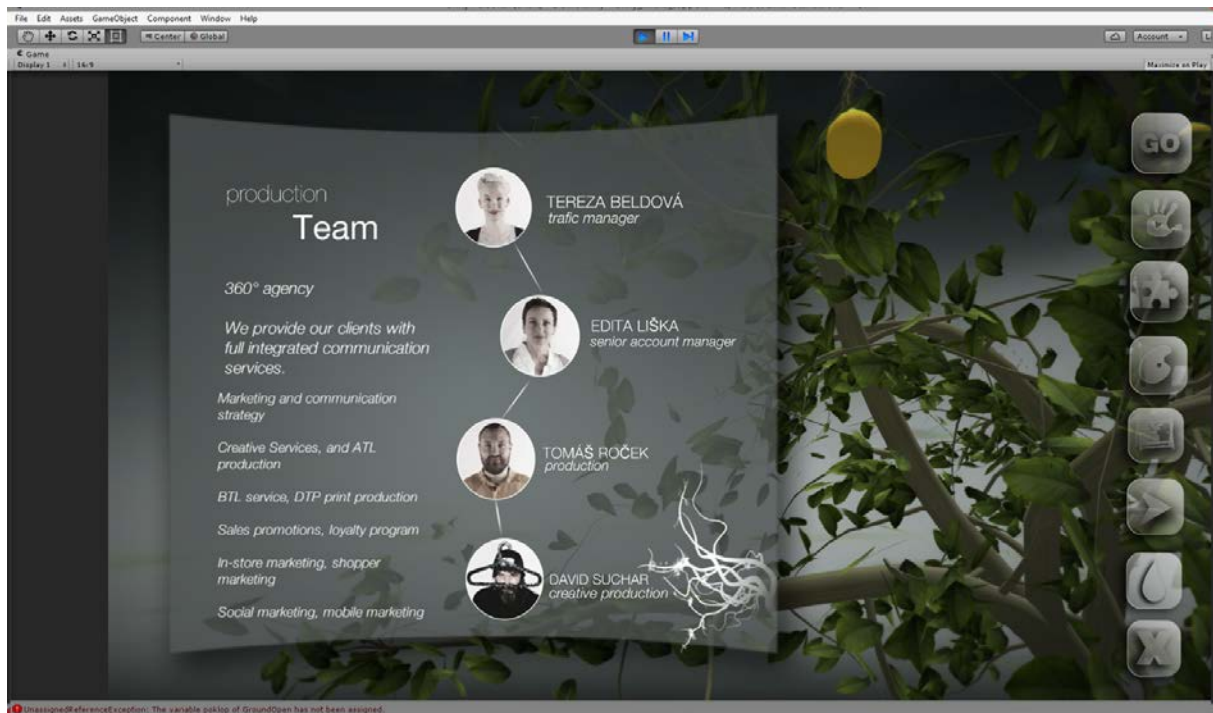 File Edit Assets GameObject Component Window Help
Center Global
Account
Game
Display 1 16:9
Maximize on Play
production
Team
360° agency
We provide our clients with
full integrated communication
services.
Marketing and communication
strategy
Creative Services, and ATL
production
BTL service, DTP print production
Sales promotions, loyalty program
In-store marketing, shopper
marketing
Social marketing, mobile marketing
TEREZA BELDOVÁ
trafic manager
EDITA LIŠKA
senior account manager
TOMÁŠ ROČEK
production
DAVID SUCHAR
creative production
GO
X
UnassignedReferenceException: The variable poklop of GroundOpen has not been assigned.